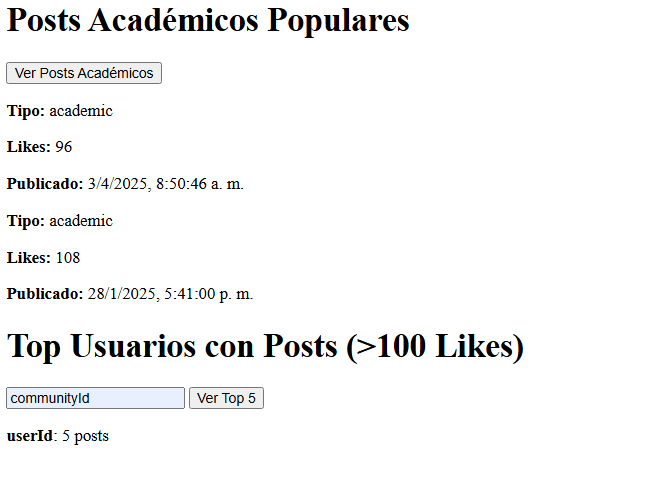 Posts Académicos Populares
Ver Posts Académicos
Tipo: academic
Likes: 96
Publicado: 3/4/2025, 8:50:46 a. m.
Tipo: academic
Likes: 108
Publicado: 28/1/2025, 5:41:00 p. m.
Top Usuarios con Posts (>100 Likes)
communityId Ver Top 5
userId: 5 posts